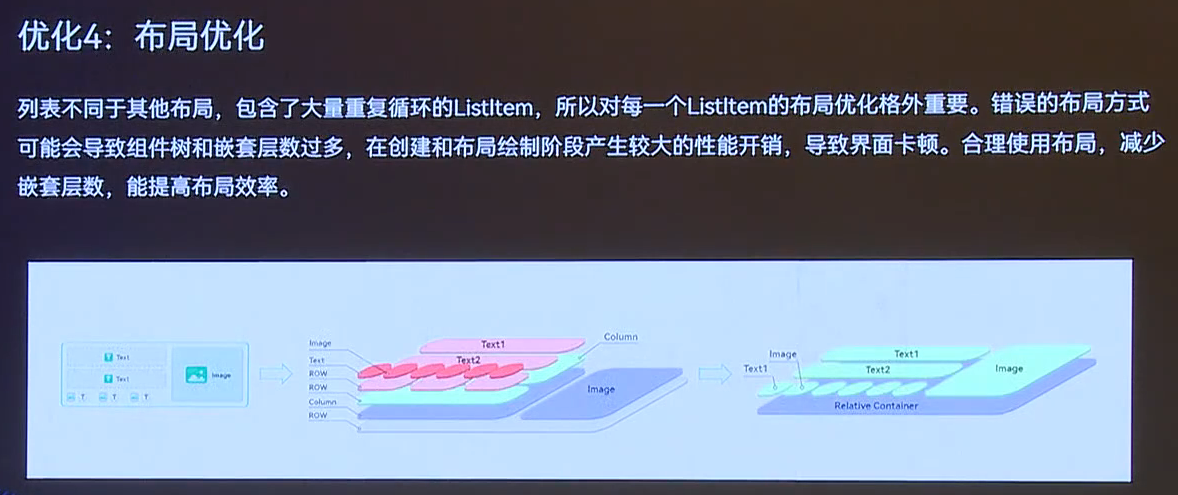 优化4：布局优化
列表不同于其他布局，包含了大量重复循环的ListItem，所以对每一个ListItem的布局优化格外重要。错误的布局方式
可能会导致组件树和嵌套层数过多，在创建和布局绘制阶段产生较大的性能开销，导致界面卡顿。合理使用布局，减少
嵌套层数，能提高布局效率。
T Text
T Text
T
T
T
Image
Image
Text
ROW
ROW
Column
ROW
Text1
Text2
Column
Image
Image
Text1
Text1
Text2
Image
Relative Container